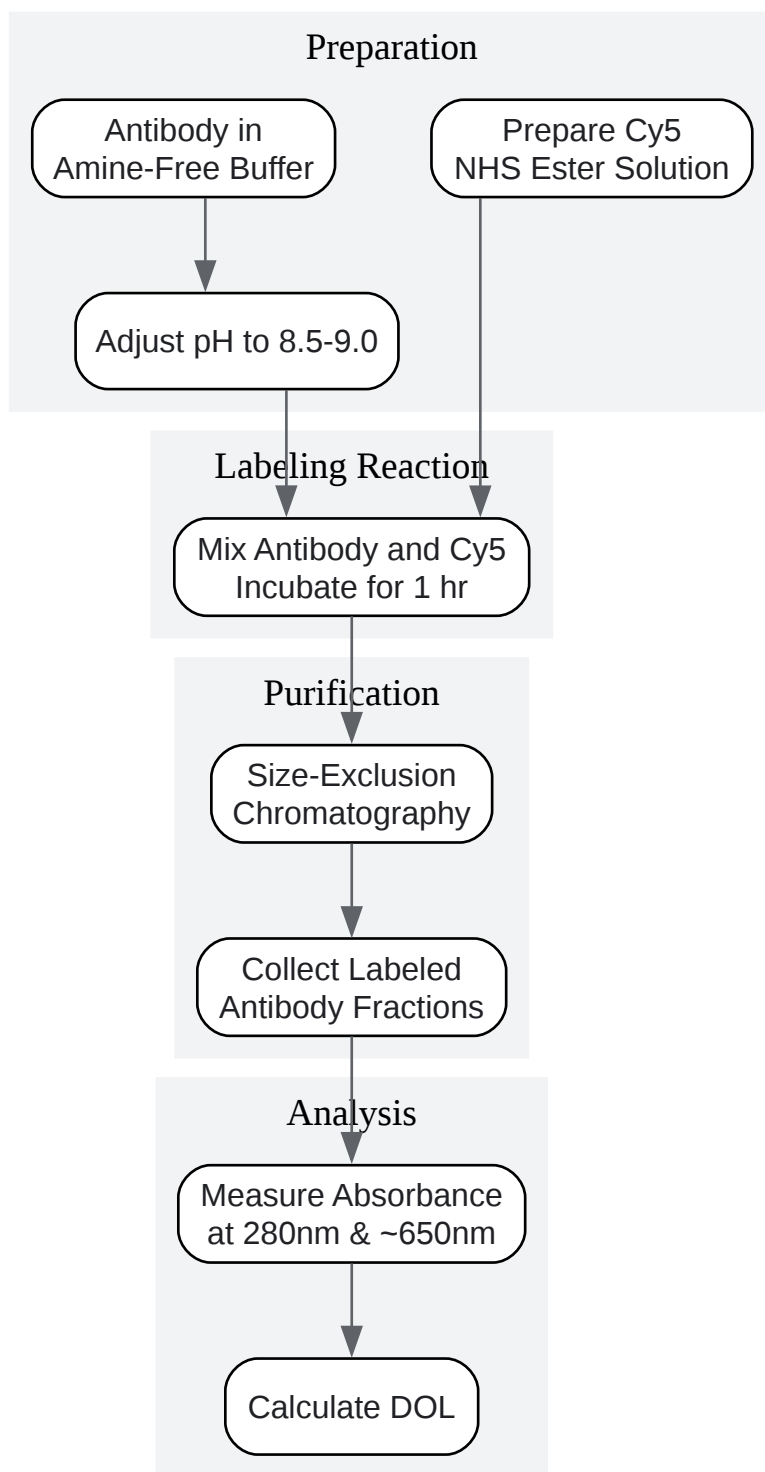 Preparation
Antibody in
Amine-Free Buffer
Prepare Cy5
NHS Ester Solution
Adjust pH to 8.5-9.0
Labeling Reaction
Mix Antibody and Cy5
Incubate for 1 hr
Purification
Size-Exclusion
Chromatography
Collect Labeled
Antibody Fractions
Analysis
Measure Absorbance
at 280nm & ~650nm
Calculate DOL